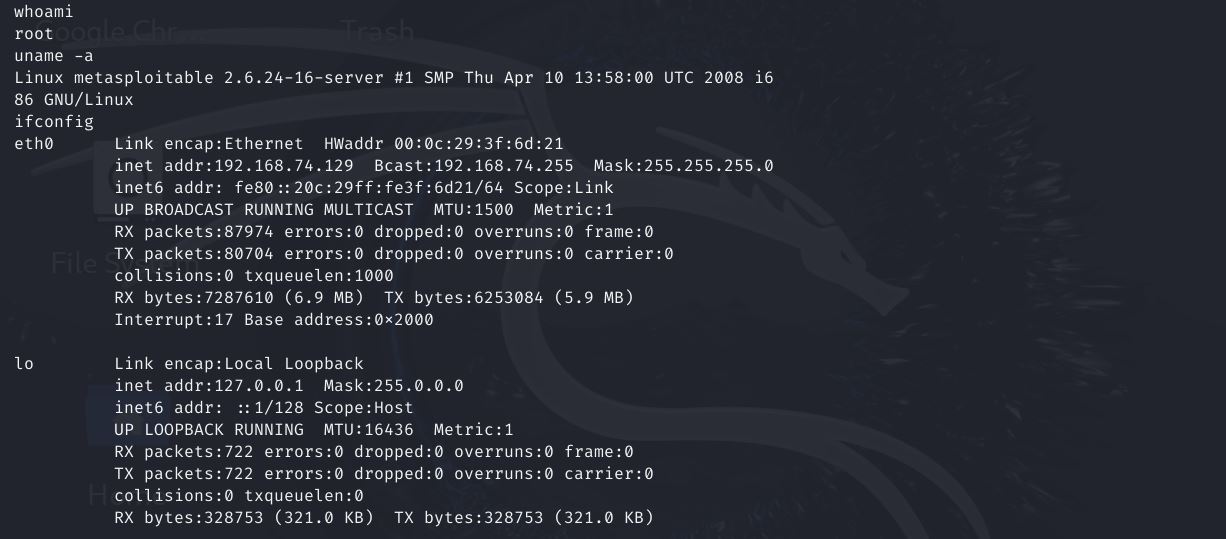 whoami
Google Chr... Trash
root
uname -a
Linux metasploitable 2.6.24-16-server #1 SMP Thu Apr 10 13:58:00 UTC 2008 i6
86 GNU/Linux
ifconfig
eth0 Link encap:Ethernet HWaddr 00:0c:29:3f:6d:21
inet addr:192.168.74.129 Bcast:192.168.74.255 Mask:255.255.255.0
inet6 addr: fe80::20c:29ff:fe3f:6d21/64 Scope:Link
UP BROADCAST RUNNING MULTICAST MTU:1500 Metric:1
RX packets:87974 errors:0 dropped:0 overruns:0 frame:0
TX packets:80704 errors:0 dropped:0 overruns:0 carrier:0
File System
collisions:0 txqueuelen:1000
RX bytes:7287610 (6.9 MB) TX bytes:6253084 (5.9 MB)
Interrupt:17 Base address:0×2000
lo Link encap:Local Loopback
inet addr:127.0.0.1 Mask:255.0.0.0
inet6 addr: ::1/128 Scope:Host
UP LOOPBACK RUNNING MTU:16436 Metric:1
RX packets:722 errors:0 dropped:0 overruns:0 frame:0
TX packets:722 errors:0 dropped:0 overruns:0 carrier:0
collisions:0 txqueuelen:0
RX bytes:328753 (321.0 KB) TX bytes:328753 (321.0 KB)